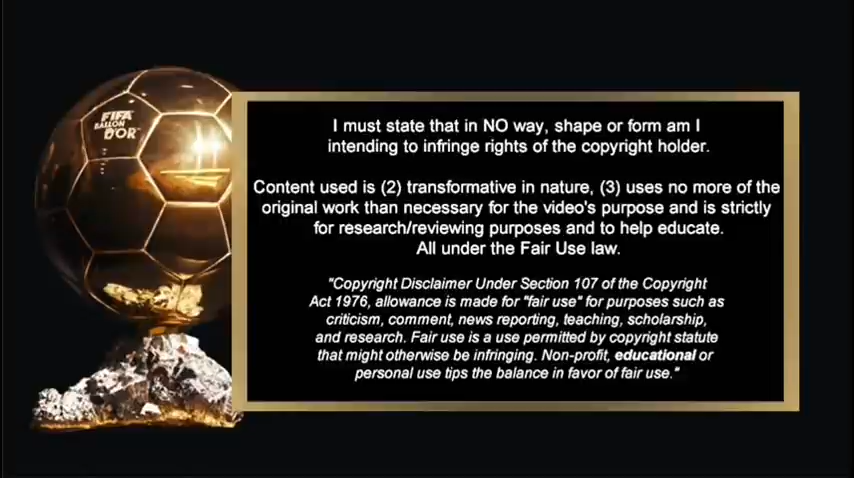 FIFA
BALLON
D'OR
I must state that in NO way, shape or form am I
intending to infringe rights of the copyright holder.
Content used is (2) transformative in nature, (3) uses no more of the
original work than necessary for the video's purpose and is strictly
for research/reviewing purposes and to help educate.
All under the Fair Use law.
"Copyright Disclaimer Under Section 107 of the Copyright
Act 1976, allowance is made for "fair use" for purposes such as
criticism, comment, news reporting, teaching, scholarship,
and research. Fair use is a use permitted by copyright statute
that might otherwise be infringing. Non-profit, educational or
personal use tips the balance in favor of fair use."